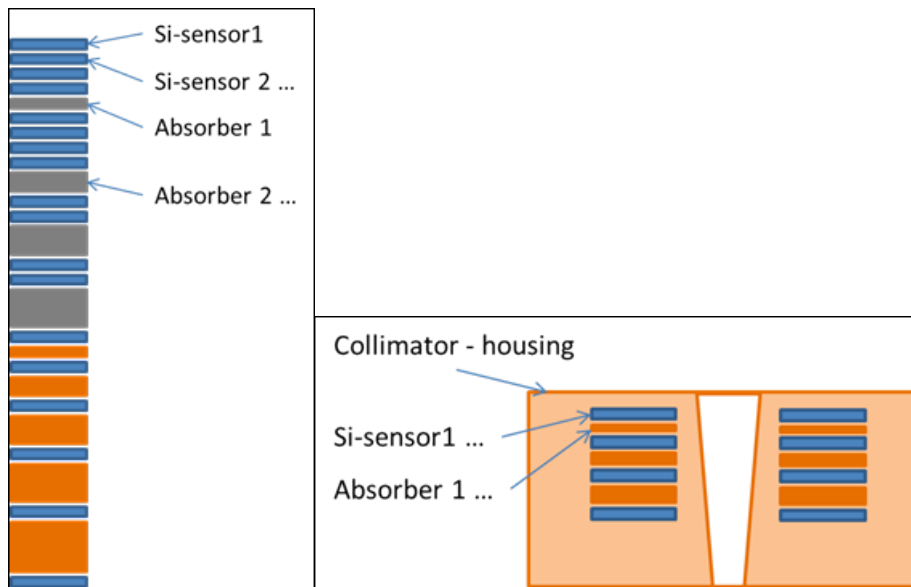 Si-sensor1
Si-sensor 2 ...
Absorber 1
Absorber 2 ...
Collimator - housing
Si-sensor1 ...
Absorber 1 ...